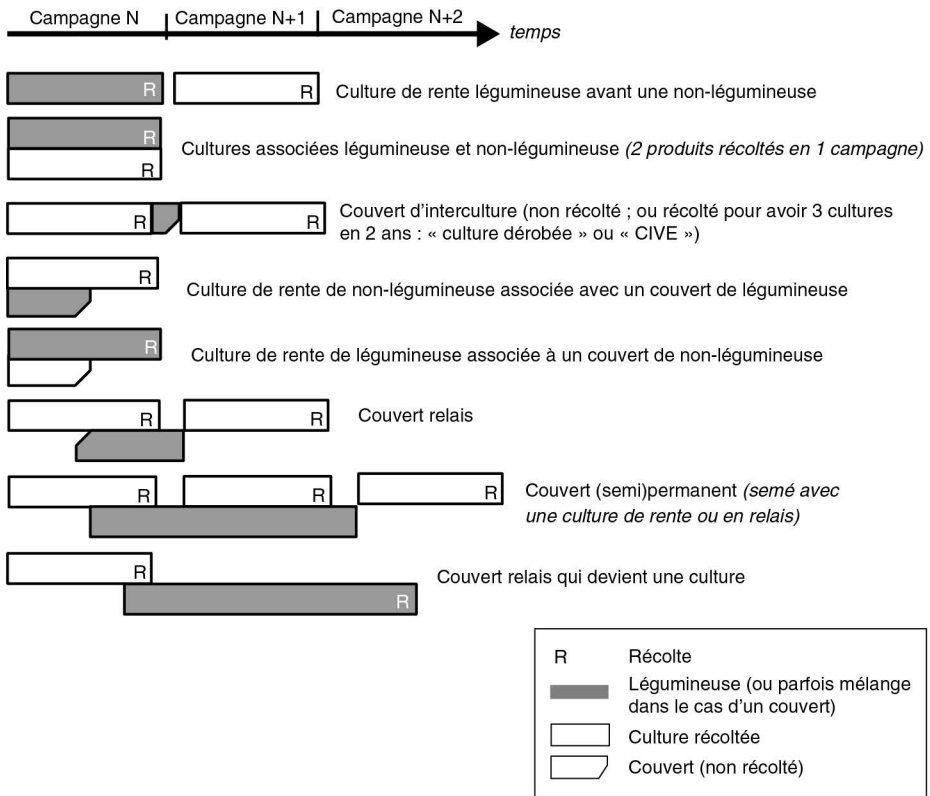 Campagne N Campagne N+1 Campagne N+2
temps
R R Culture de rente légumineuse avant une non-légumineuse
R
R
Cultures associées légumineuse et non-légumineuse (2 produits récoltés en 1 campagne)
R R
Couvert d'interculture (non récolté ; ou récolté pour avoir 3 cultures
en 2 ans : « culture dérobée » ou « CIVE »)
R
Culture de rente de non-légumineuse associée avec un couvert de légumineuse
R
Culture de rente de légumineuse associée à un couvert de non-légumineuse
R R Couvert relais
R R R
Couvert (semi)permanent (semé avec
une culture de rente ou en relais)
R
Couvert relais qui devient une culture
R
R Récolte
Légumineuse (ou parfois mélange
dans le cas d'un couvert)
Culture récoltée
Couvert (non récolté)